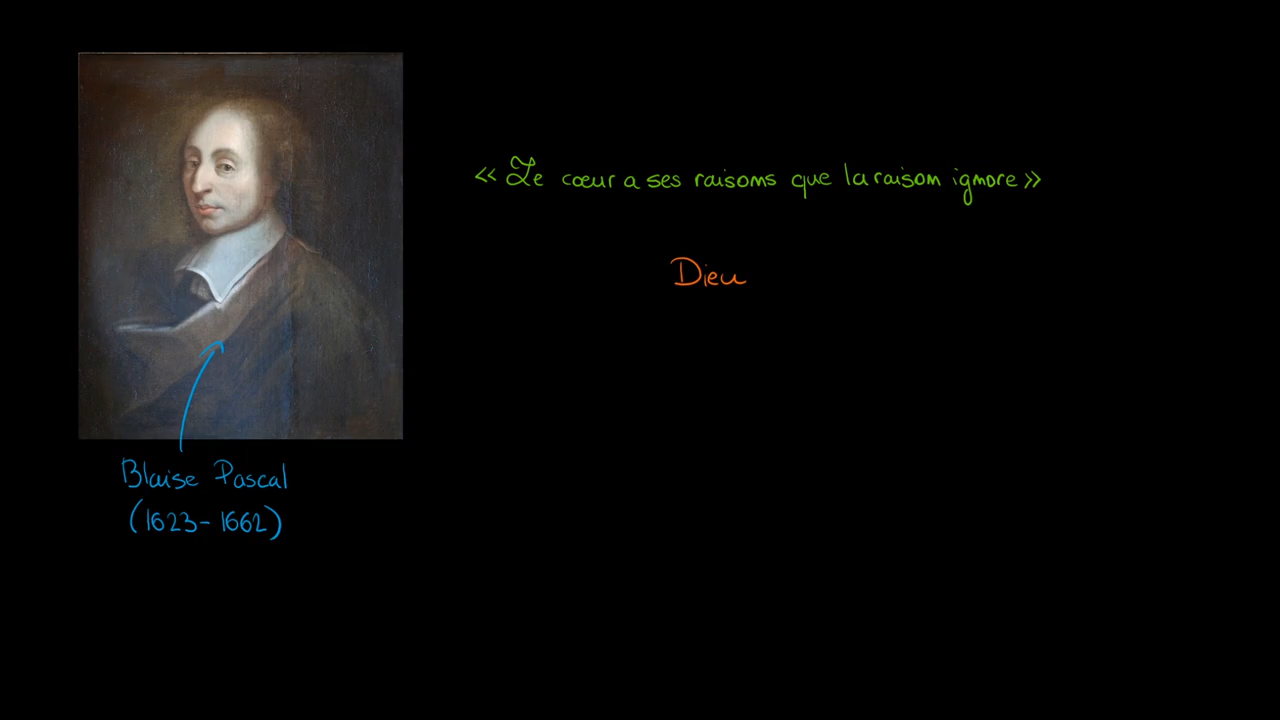 « Le cœur a ses raisons que la raison ignore »
Dieu
Blaise Pascal
(1623-1662)